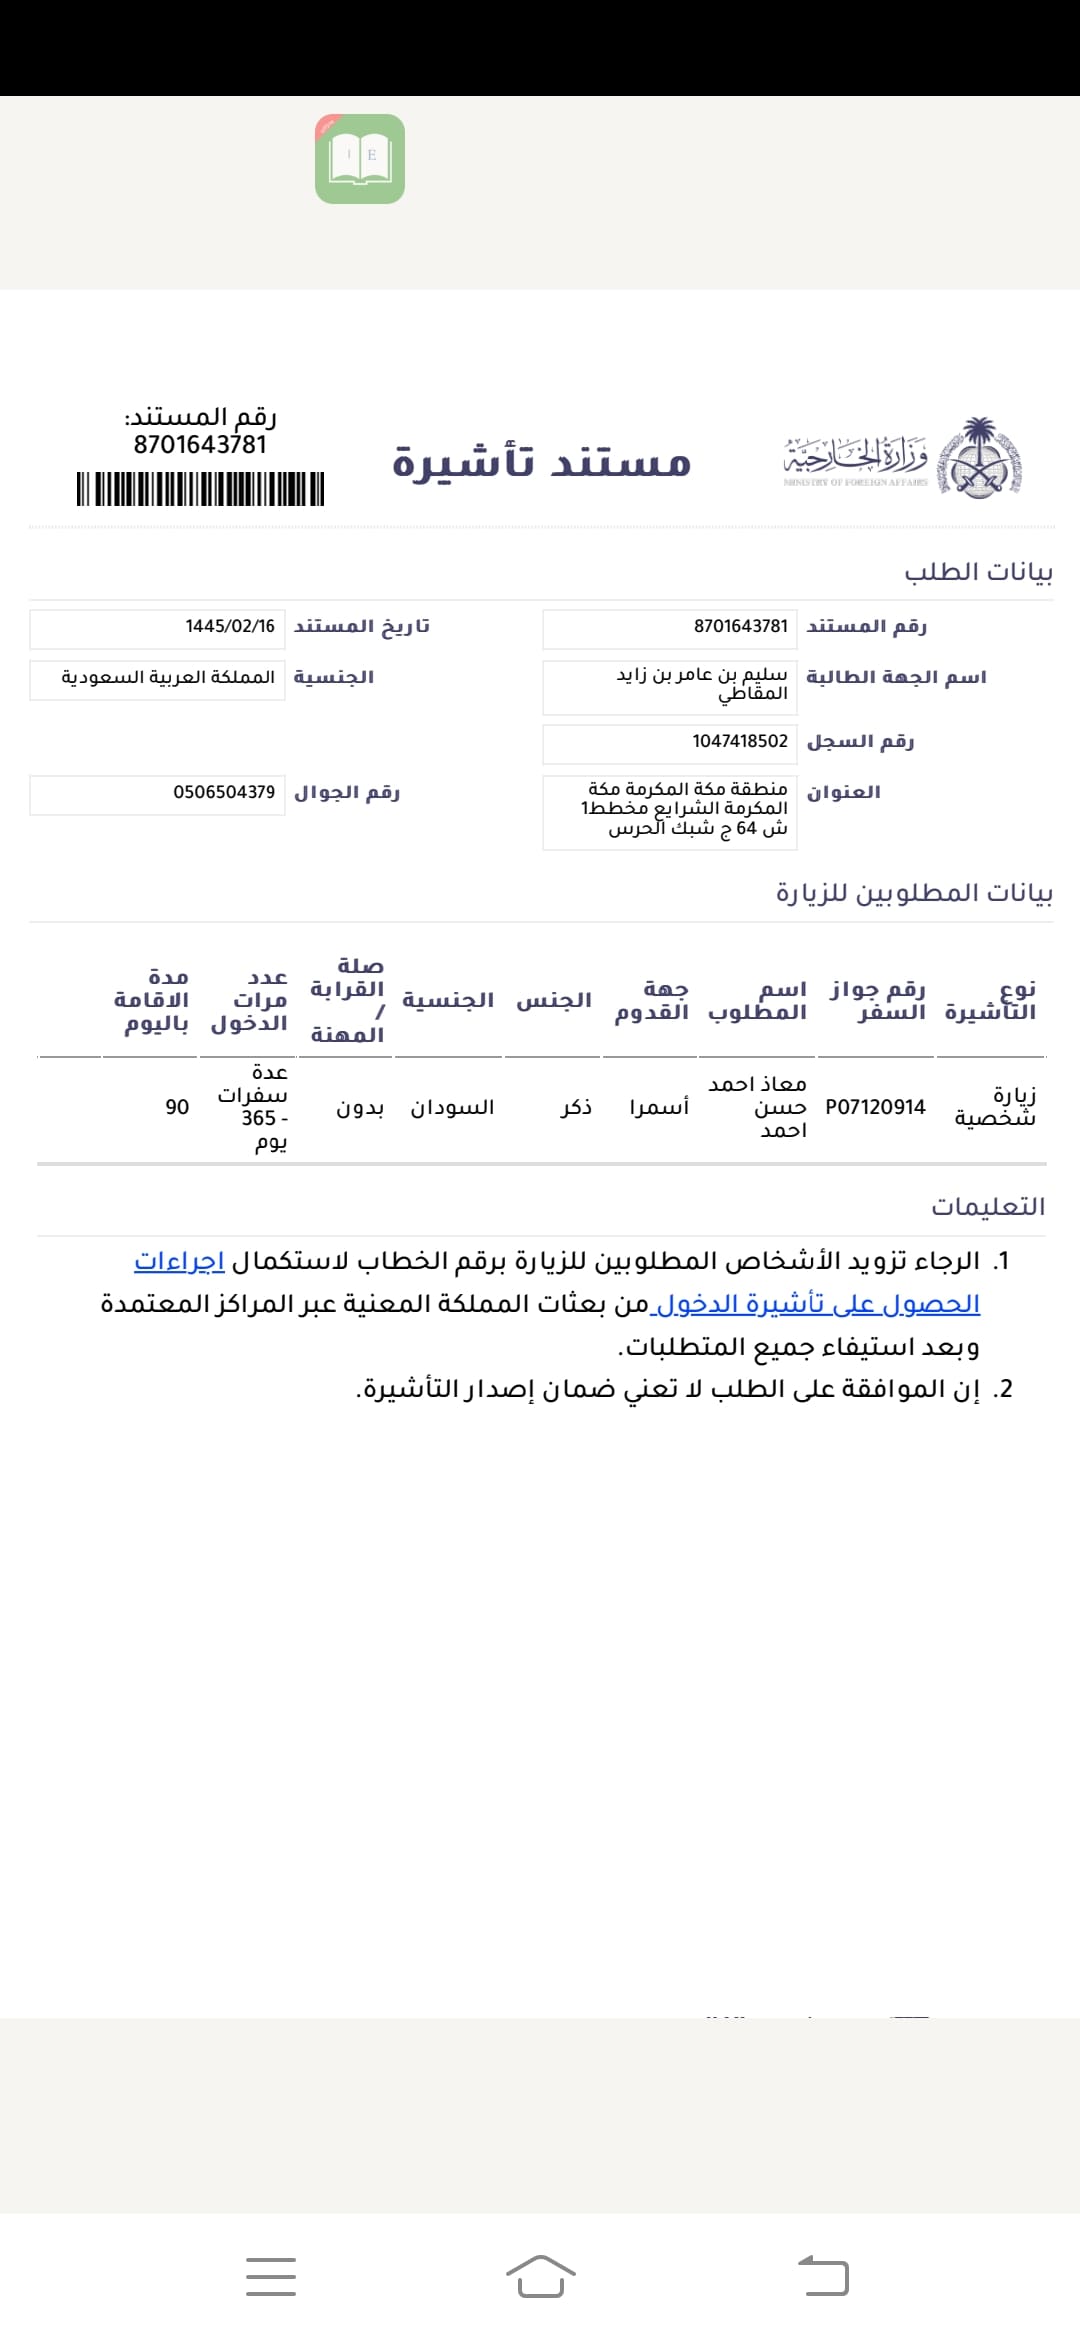 I E
رقم المستند:
8701643781
مستند تأشيرة
وزارة الخارجية
MINISTRY OF FOREIGN AFFAIRS
بيانات الطلب
رقم المستند 8701643781 تاريخ المستند 1445/02/16
اسم الجهة الطالبة سليم بن عامر بن زايد المقاطي الجنسية المملكة العربية السعودية
رقم السجل 1047418502
العنوان منطقة مكة المكرمة مكة المكرمة الشرايع مخطط1 ش 64 ج شبك الحرس رقم الجوال 0506504379
بيانات المطلوبين للزيارة
نوع التأشيرة رقم جواز السفر اسم المطلوب جهة القدوم الجنس الجنسية صلة القرابة / المهنة عدد مرات الدخول مدة الاقامة باليوم
زيارة شخصية P07120914 معاذ احمد حسن احمد أسمرا ذكر السودان بدون عدة سفرات - 365 يوم 90
التعليمات
1. الرجاء تزويد الأشخاص المطلوبين للزيارة برقم الخطاب لاستكمال اجراءات
الحصول على تأشيرة الدخول من بعثات المملكة المعنية عبر المراكز المعتمدة
وبعد استيفاء جميع المتطلبات.
2. إن الموافقة على الطلب لا تعني ضمان إصدار التأشيرة.